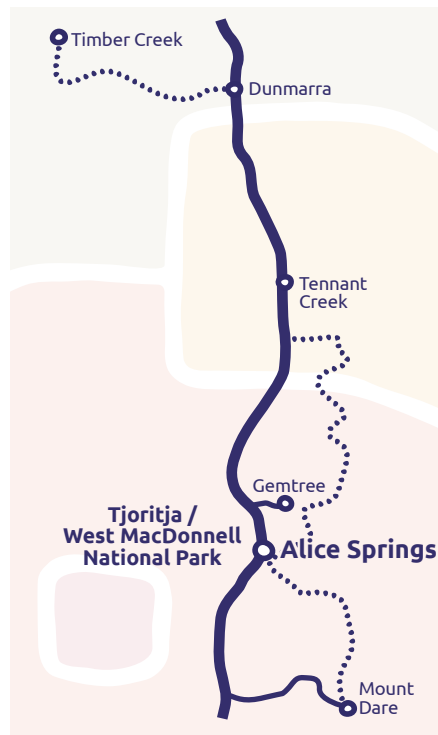 Timber Creek
Dunmarra
Tennant
Creek
Gemtree
Tjoritja /
West MacDonnell
National Park
Alice Springs
Mount
Dare